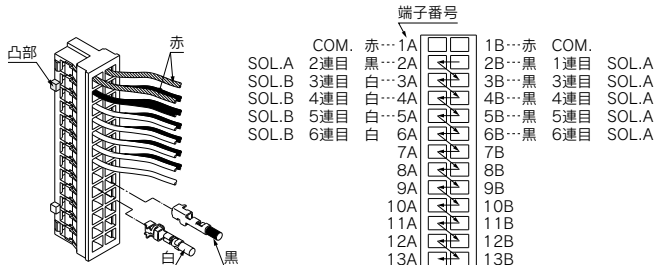 端子番号
凸部
赤
白
黒
COM. 赤…1A 1B…赤 COM.
SOL.A 2連目 黒…2A 2B…黒 1連目 SOL.A
SOL.B 3連目 白…3A 3B…黒 3連目 SOL.A
SOL.B 4連目 白…4A 4B…黒 4連目 SOL.A
SOL.B 5連目 白…5A 5B…黒 5連目 SOL.A
SOL.B 6連目 白 6A 6B…黒 6連目 SOL.A
7A 7B
8A 8B
9A 9B
10A 10B
11A 11B
12A 12B
13A 13B